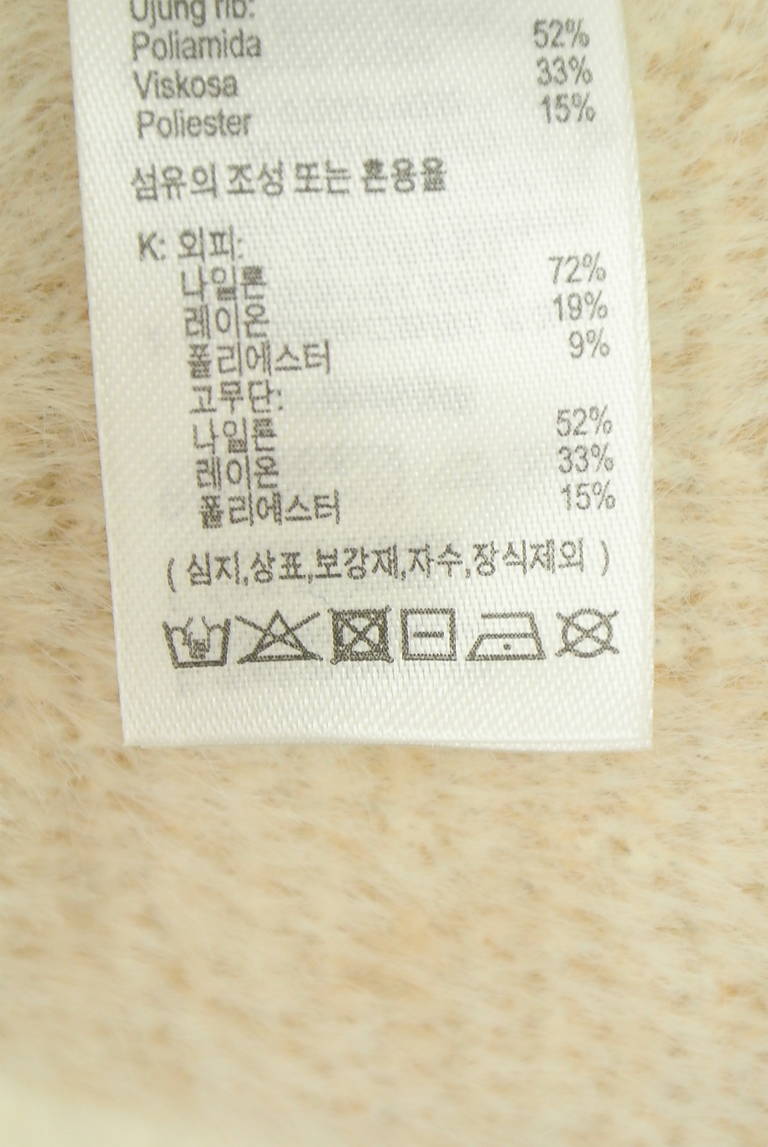 Ujung rib:
Poliamida 52%
Viskosa 33%
Poliester 15%
섬유의 조성 또는 혼용율
K: 외피:
나일론 72%
레이온 19%
폴리에스터 9%
고무단:
나일론 52%
레이온 33%
폴리에스터 15%
( 심지,상표,보강재,자수,장식제외 )